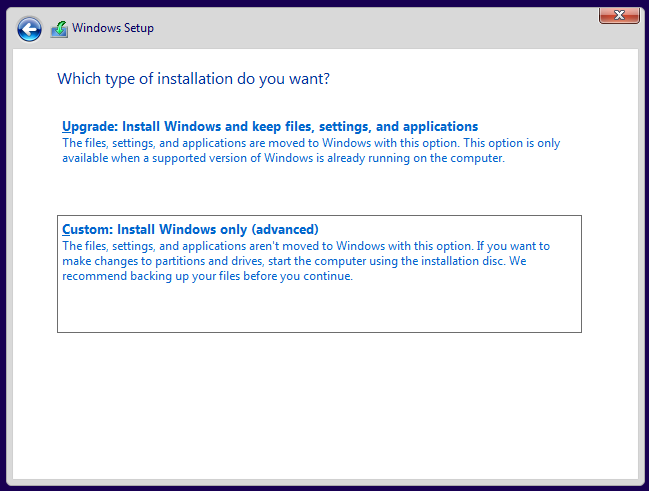 Windows Setup
Which type of installation do you want?
Upgrade: Install Windows and keep files, settings, and applications
The files, settings, and applications are moved to Windows with this option. This option is only
available when a supported version of Windows is already running on the computer.
Custom: Install Windows only (advanced)
The files, settings, and applications aren't moved to Windows with this option. If you want to
make changes to partitions and drives, start the computer using the installation disc. We
recommend backing up your files before you continue.